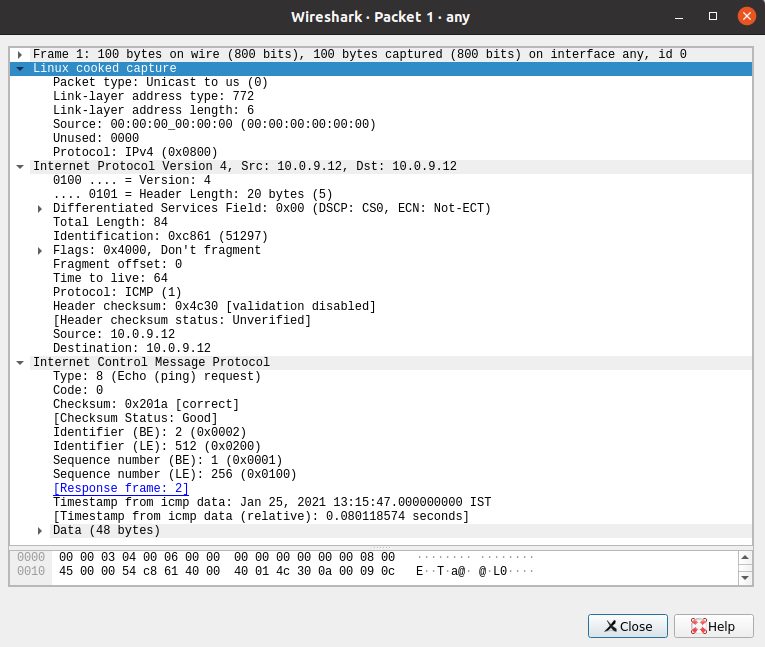 Wireshark · Packet 1 · any
Frame 1: 100 bytes on wire (800 bits), 100 bytes captured (800 bits) on interface any, id 0
Linux cooked capture
Packet type: Unicast to us (0)
Link-layer address type: 772
Link-layer address length: 6
Source: 00:00:00_00:00:00 (00:00:00:00:00:00)
Unused: 0000
Protocol: IPv4 (0x0800)
Internet Protocol Version 4, Src: 10.0.9.12, Dst: 10.0.9.12
0100 .... = Version: 4
.... 0101 = Header Length: 20 bytes (5)
Differentiated Services Field: 0x00 (DSCP: CS0, ECN: Not-ECT)
Total Length: 84
Identification: 0xc861 (51297)
Flags: 0x4000, Don't fragment
Fragment offset: 0
Time to live: 64
Protocol: ICMP (1)
Header checksum: 0x4c30 [validation disabled]
[Header checksum status: Unverified]
Source: 10.0.9.12
Destination: 10.0.9.12
Internet Control Message Protocol
Type: 8 (Echo (ping) request)
Code: 0
Checksum: 0x201a [correct]
[Checksum Status: Good]
Identifier (BE): 2 (0x0002)
Identifier (LE): 512 (0x0200)
Sequence number (BE): 1 (0x0001)
Sequence number (LE): 256 (0x0100)
[Response frame: 2]
Timestamp from icmp data: Jan 25, 2021 13:15:47.000000000 IST
[Timestamp from icmp data (relative): 0.080118574 seconds]
Data (48 bytes)
0000 00 00 03 04 00 06 00 00 00 00 00 00 00 00 08 00 ········ ········
0010 45 00 00 54 c8 61 40 00 40 01 4c 30 0a 00 09 0c E··T·a@· @·L0····
Close
Help